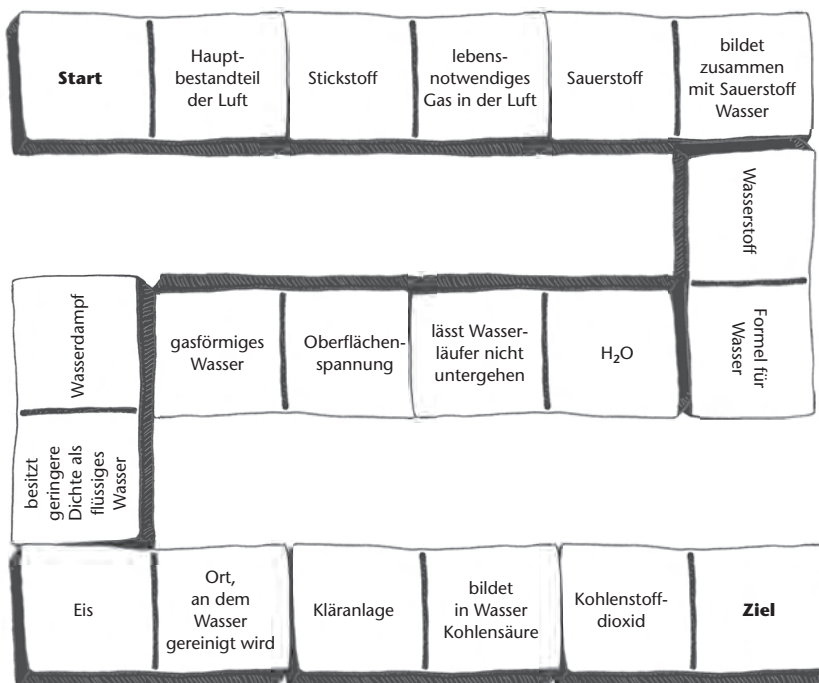 Start
Haupt-
bestandteil
der Luft
Stickstoff
lebens-
notwendiges
Gas in der Luft
Sauerstoff
bildet
zusammen
mit Sauerstoff
Wasser
Wasserstoff
Formel für
Wasser
H₂O
lässt Wasser-
läufer nicht
untergehen
Oberflächen-
spannung
gasförmiges
Wasser
Wasserdampf
besitzt
geringere
Dichte als
flüssiges
Wasser
Eis
Ort,
an dem
Wasser
gereinigt wird
Kläranlage
bildet
in Wasser
Kohlensäure
Kohlenstoff-
dioxid
Ziel